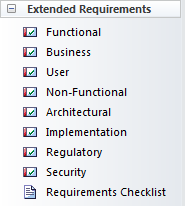 Extended Requirements
Functional
Business
User
Non-Functional
Architectural
Implementation
Regulatory
Security
Requirements Checklist